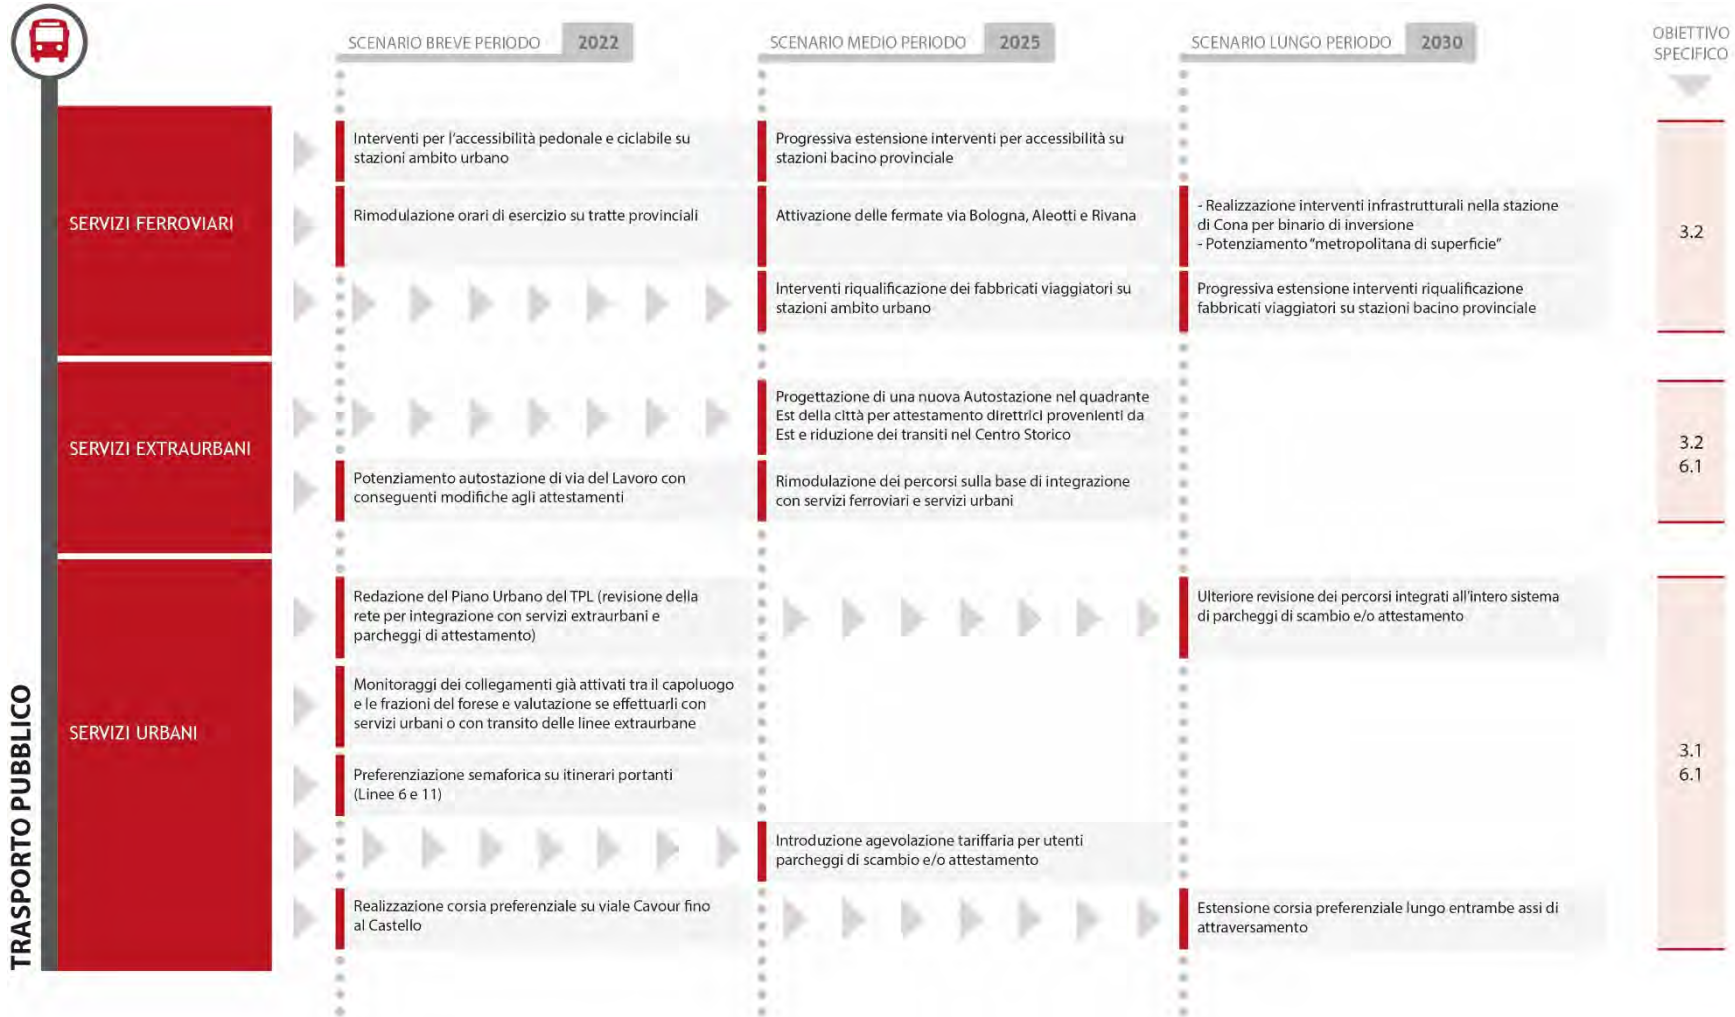 SCENARIO BREVE PERIODO 2022
SCENARIO MEDIO PERIODO 2025
SCENARIO LUNGO PERIODO 2030
OBIETTIVO
SPECIFICO
TRASPORTO PUBBLICO
SERVIZI FERROVIARI
Interventi per l'accessibilità pedonale e ciclabile su
stazioni ambito urbano
Progressiva estensione interventi per accessibilità su
stazioni bacino provinciale
Rimodulazione orari di esercizio su tratte provinciali
Attivazione delle fermate via Bologna, Aleotti e Rivana
- Realizzazione interventi infrastrutturali nella stazione
di Cona per binario di inversione
- Potenziamento "metropolitana di superficie"
Interventi riqualificazione dei fabbricati viaggiatori su
stazioni ambito urbano
Progressiva estensione interventi riqualificazione
fabbricati viaggiatori su stazioni bacino provinciale
3.2
SERVIZI EXTRAURBANI
Progettazione di una nuova Autostazione nel quadrante
Est della città per attestamento direttrici provenienti da
Est e riduzione dei transiti nel Centro Storico
Potenziamento autostazione di via del Lavoro con
conseguenti modifiche agli attestamenti
Rimodulazione dei percorsi sulla base di integrazione
con servizi ferroviari e servizi urbani
3.2
6.1
SERVIZI URBANI
Redazione del Piano Urbano del TPL (revisione della
rete per integrazione con servizi extraurbani e
parcheggi di attestamento)
Ulteriore revisione dei percorsi integrati all'intero sistema
di parcheggi di scambio e/o attestamento
Monitoraggi dei collegamenti già attivati tra il capoluogo
e le frazioni del forese e valutazione se effettuarli con
servizi urbani o con transito delle linee extraurbane
Preferenziazione semaforica su itinerari portanti
(Linee 6 e 11)
Introduzione agevolazione tariffaria per utenti
parcheggi di scambio e/o attestamento
Realizzazione corsia preferenziale su viale Cavour fino
al Castello
Estensione corsia preferenziale lungo entrambe assi di
attraversamento
3.1
6.1